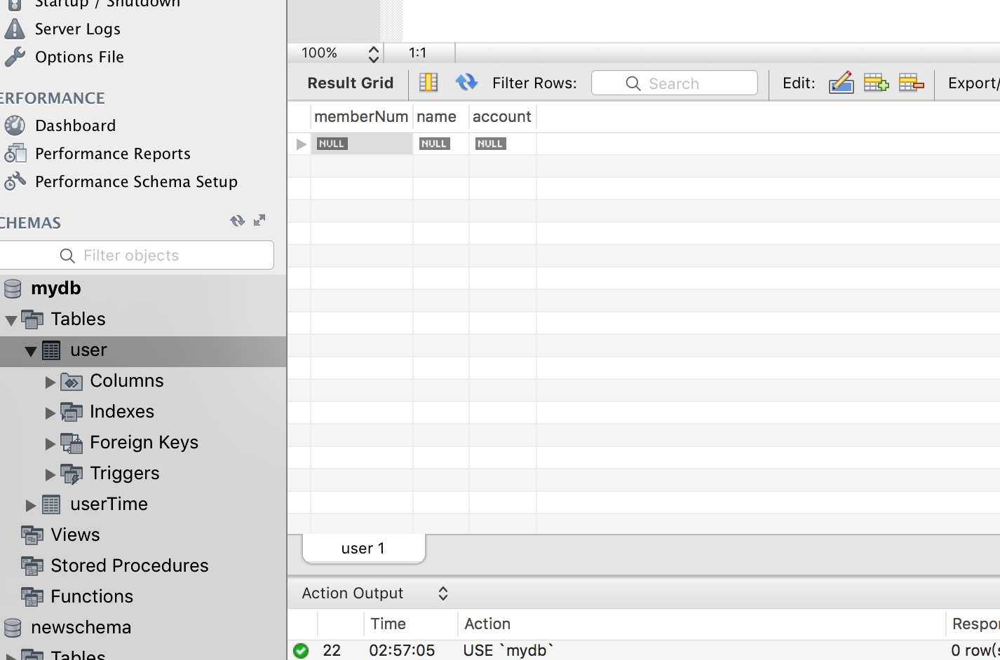 Startup / Shutdown
Server Logs
Options File
ERFORMANCE
Dashboard
Performance Reports
Performance Schema Setup
CHEMAS
Filter objects
mydb
Tables
user
Columns
Indexes
Foreign Keys
Triggers
userTime
Views
Stored Procedures
Functions
newschema
Tables
100% 1:1
Result Grid Filter Rows: Search Edit: Export/
memberNum name account
NULL NULL NULL
user 1
Action Output
Time Action Respon
22 02:57:05 USE `mydb` 0 row(s